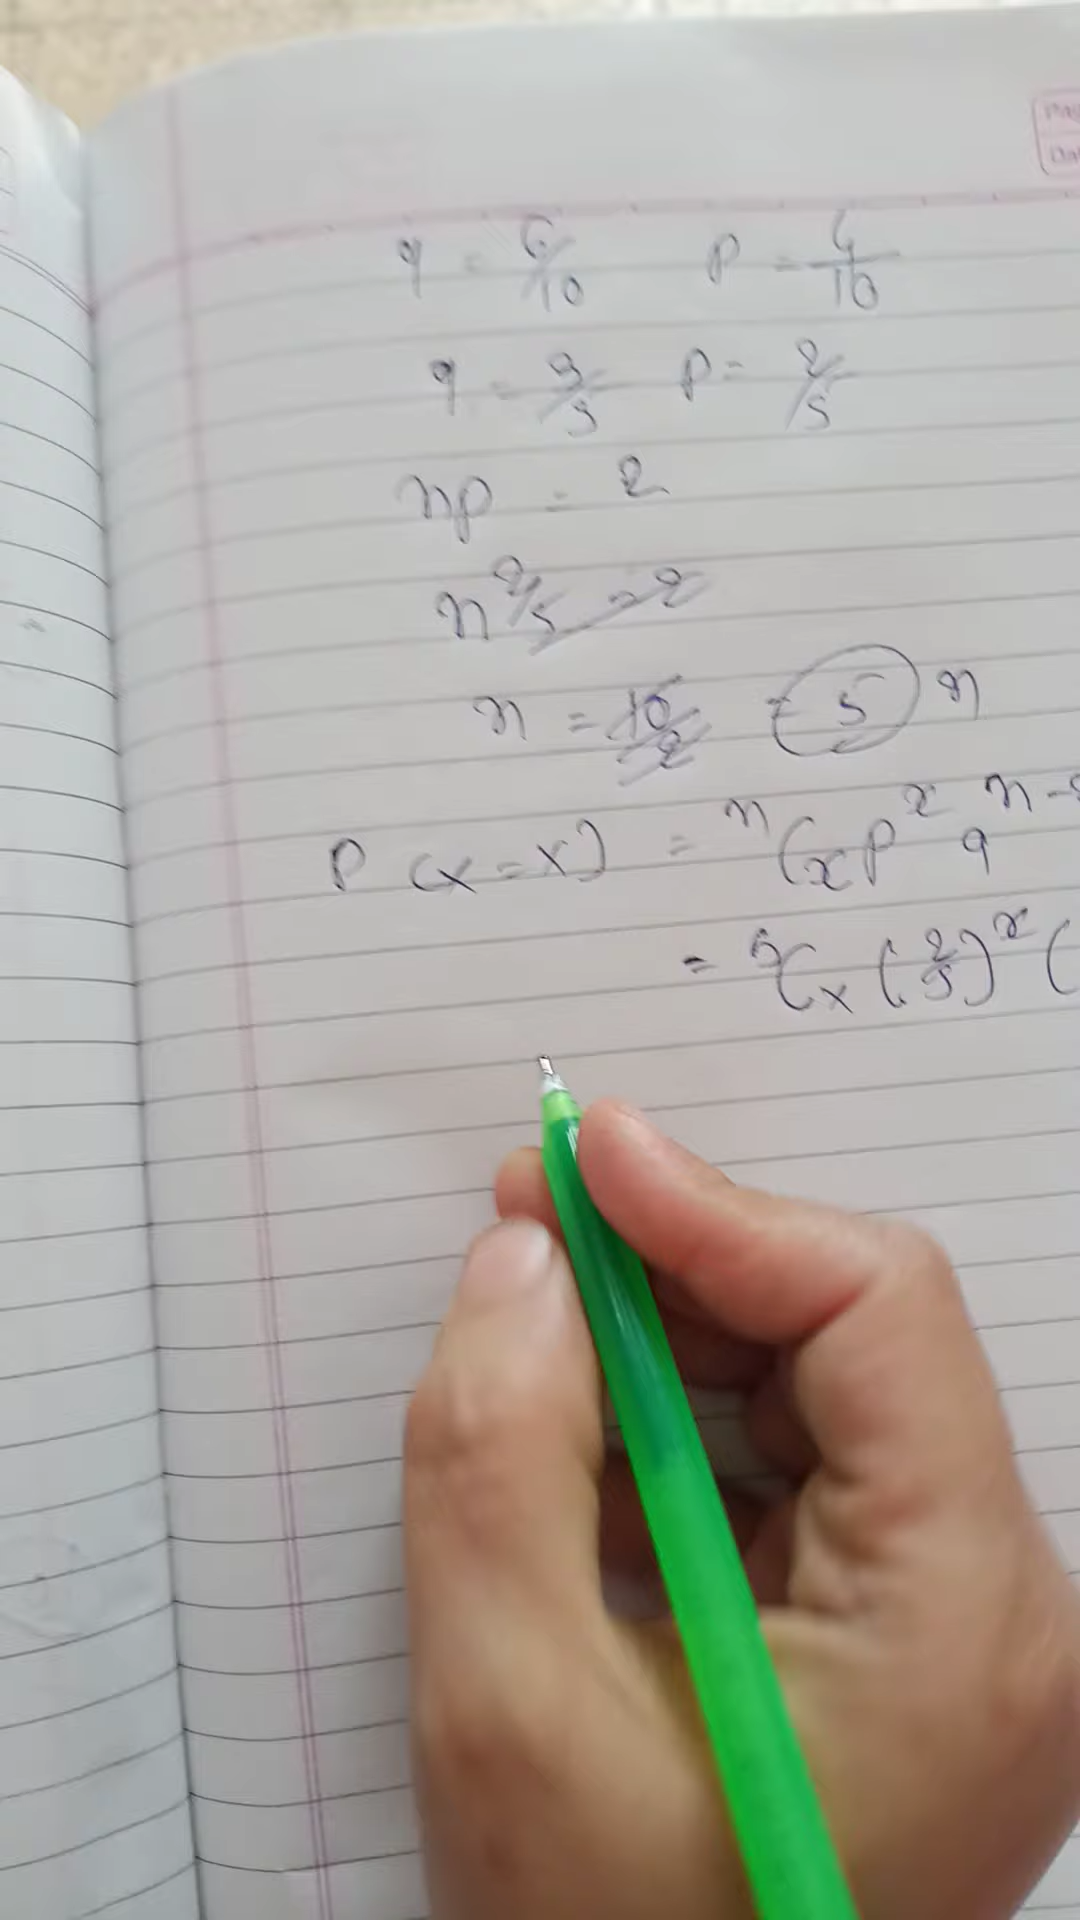 q = 6/10 p = 4/10
q = 3/5 p = 2/5
np = 2
n 2/5 = 2
n = 10/2 = 5 n
P (x = x) = ⁿCx pˣ qⁿ⁻
= ⁵Cx (2/5)ˣ (